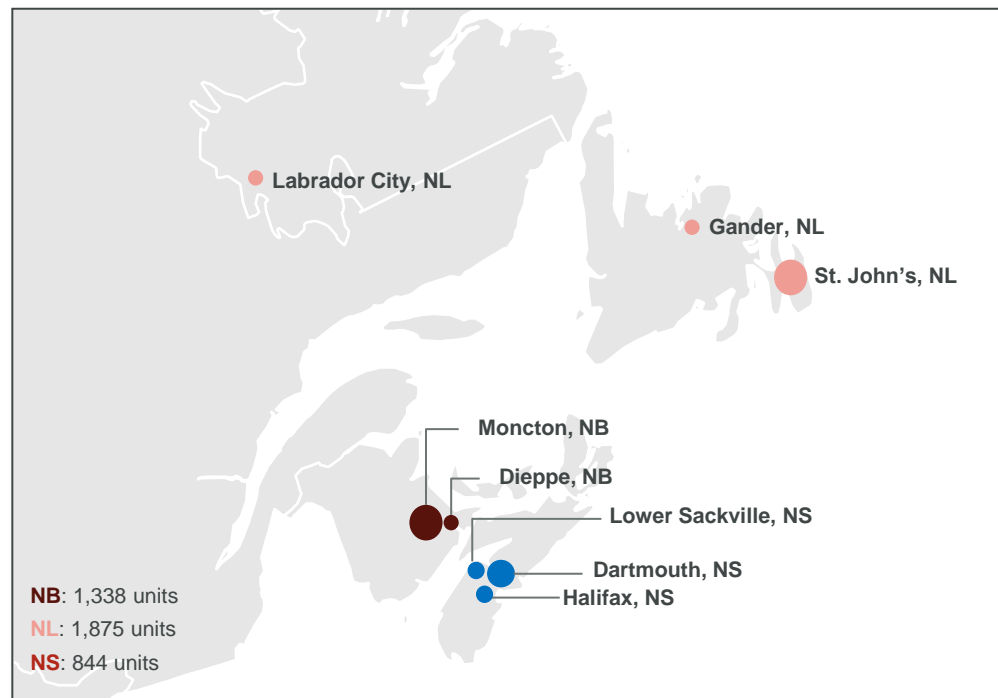 Labrador City, NL
Gander, NL
St. John’s, NL
Moncton, NB
Dieppe, NB
Lower Sackville, NS
Dartmouth, NS
Halifax, NS
NB: 1,338 units
NL: 1,875 units
NS: 844 units